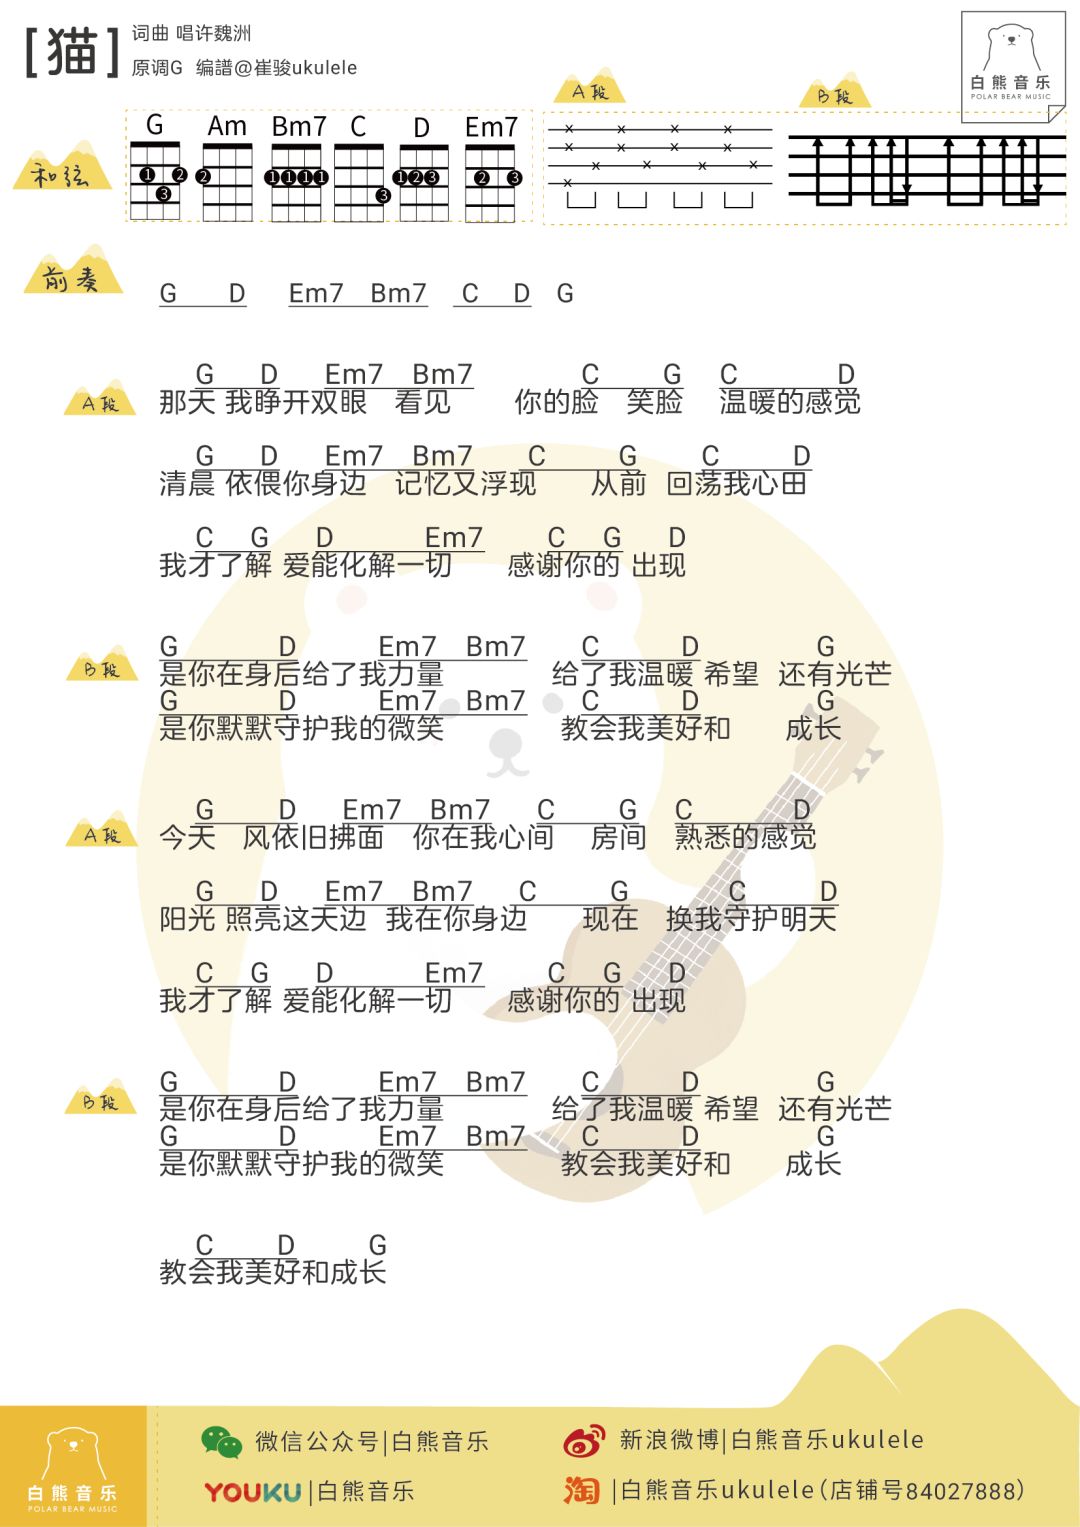 [猫]
词曲 唱许魏洲
原调G 编谱@崔骏ukulele
白熊音乐
POLAR BEAR MUSIC
A段
B段
和弦
G Am Bm7 C D Em7
1 2 3 2 1 1 1 1 3 1 2 3 2 3
前奏
G D Em7 Bm7 C D G
A段
G D Em7 Bm7 C G C D
那天 我睁开双眼 看见 你的脸 笑脸 温暖的感觉
G D Em7 Bm7 C G C D
清晨 依偎你身边 记忆又浮现 从前 回荡我心田
C G D Em7 C G D
我才了解 爱能化解一切 感谢你的 出现
B段
G D Em7 Bm7 C D G
是你在身后给了我力量 给了我温暖 希望 还有光芒
G D Em7 Bm7 C D G
是你默默守护我的微笑 教会我美好和 成长
A段
G D Em7 Bm7 C G C D
今天 风依旧拂面 你在我心间 房间 熟悉的感觉
G D Em7 Bm7 C G C D
阳光 照亮这天边 我在你身边 现在 换我守护明天
C G D Em7 C G D
我才了解 爱能化解一切 感谢你的 出现
B段
G D Em7 Bm7 C D G
是你在身后给了我力量 给了我温暖 希望 还有光芒
G D Em7 Bm7 C D G
是你默默守护我的微笑 教会我美好和 成长
C D G
教会我美好和成长
白熊音乐
POLAR BEAR MUSIC
微信公众号|白熊音乐
新浪微博|白熊音乐ukulele
YOUKU|白熊音乐
淘|白熊音乐ukulele(店铺号84027888)